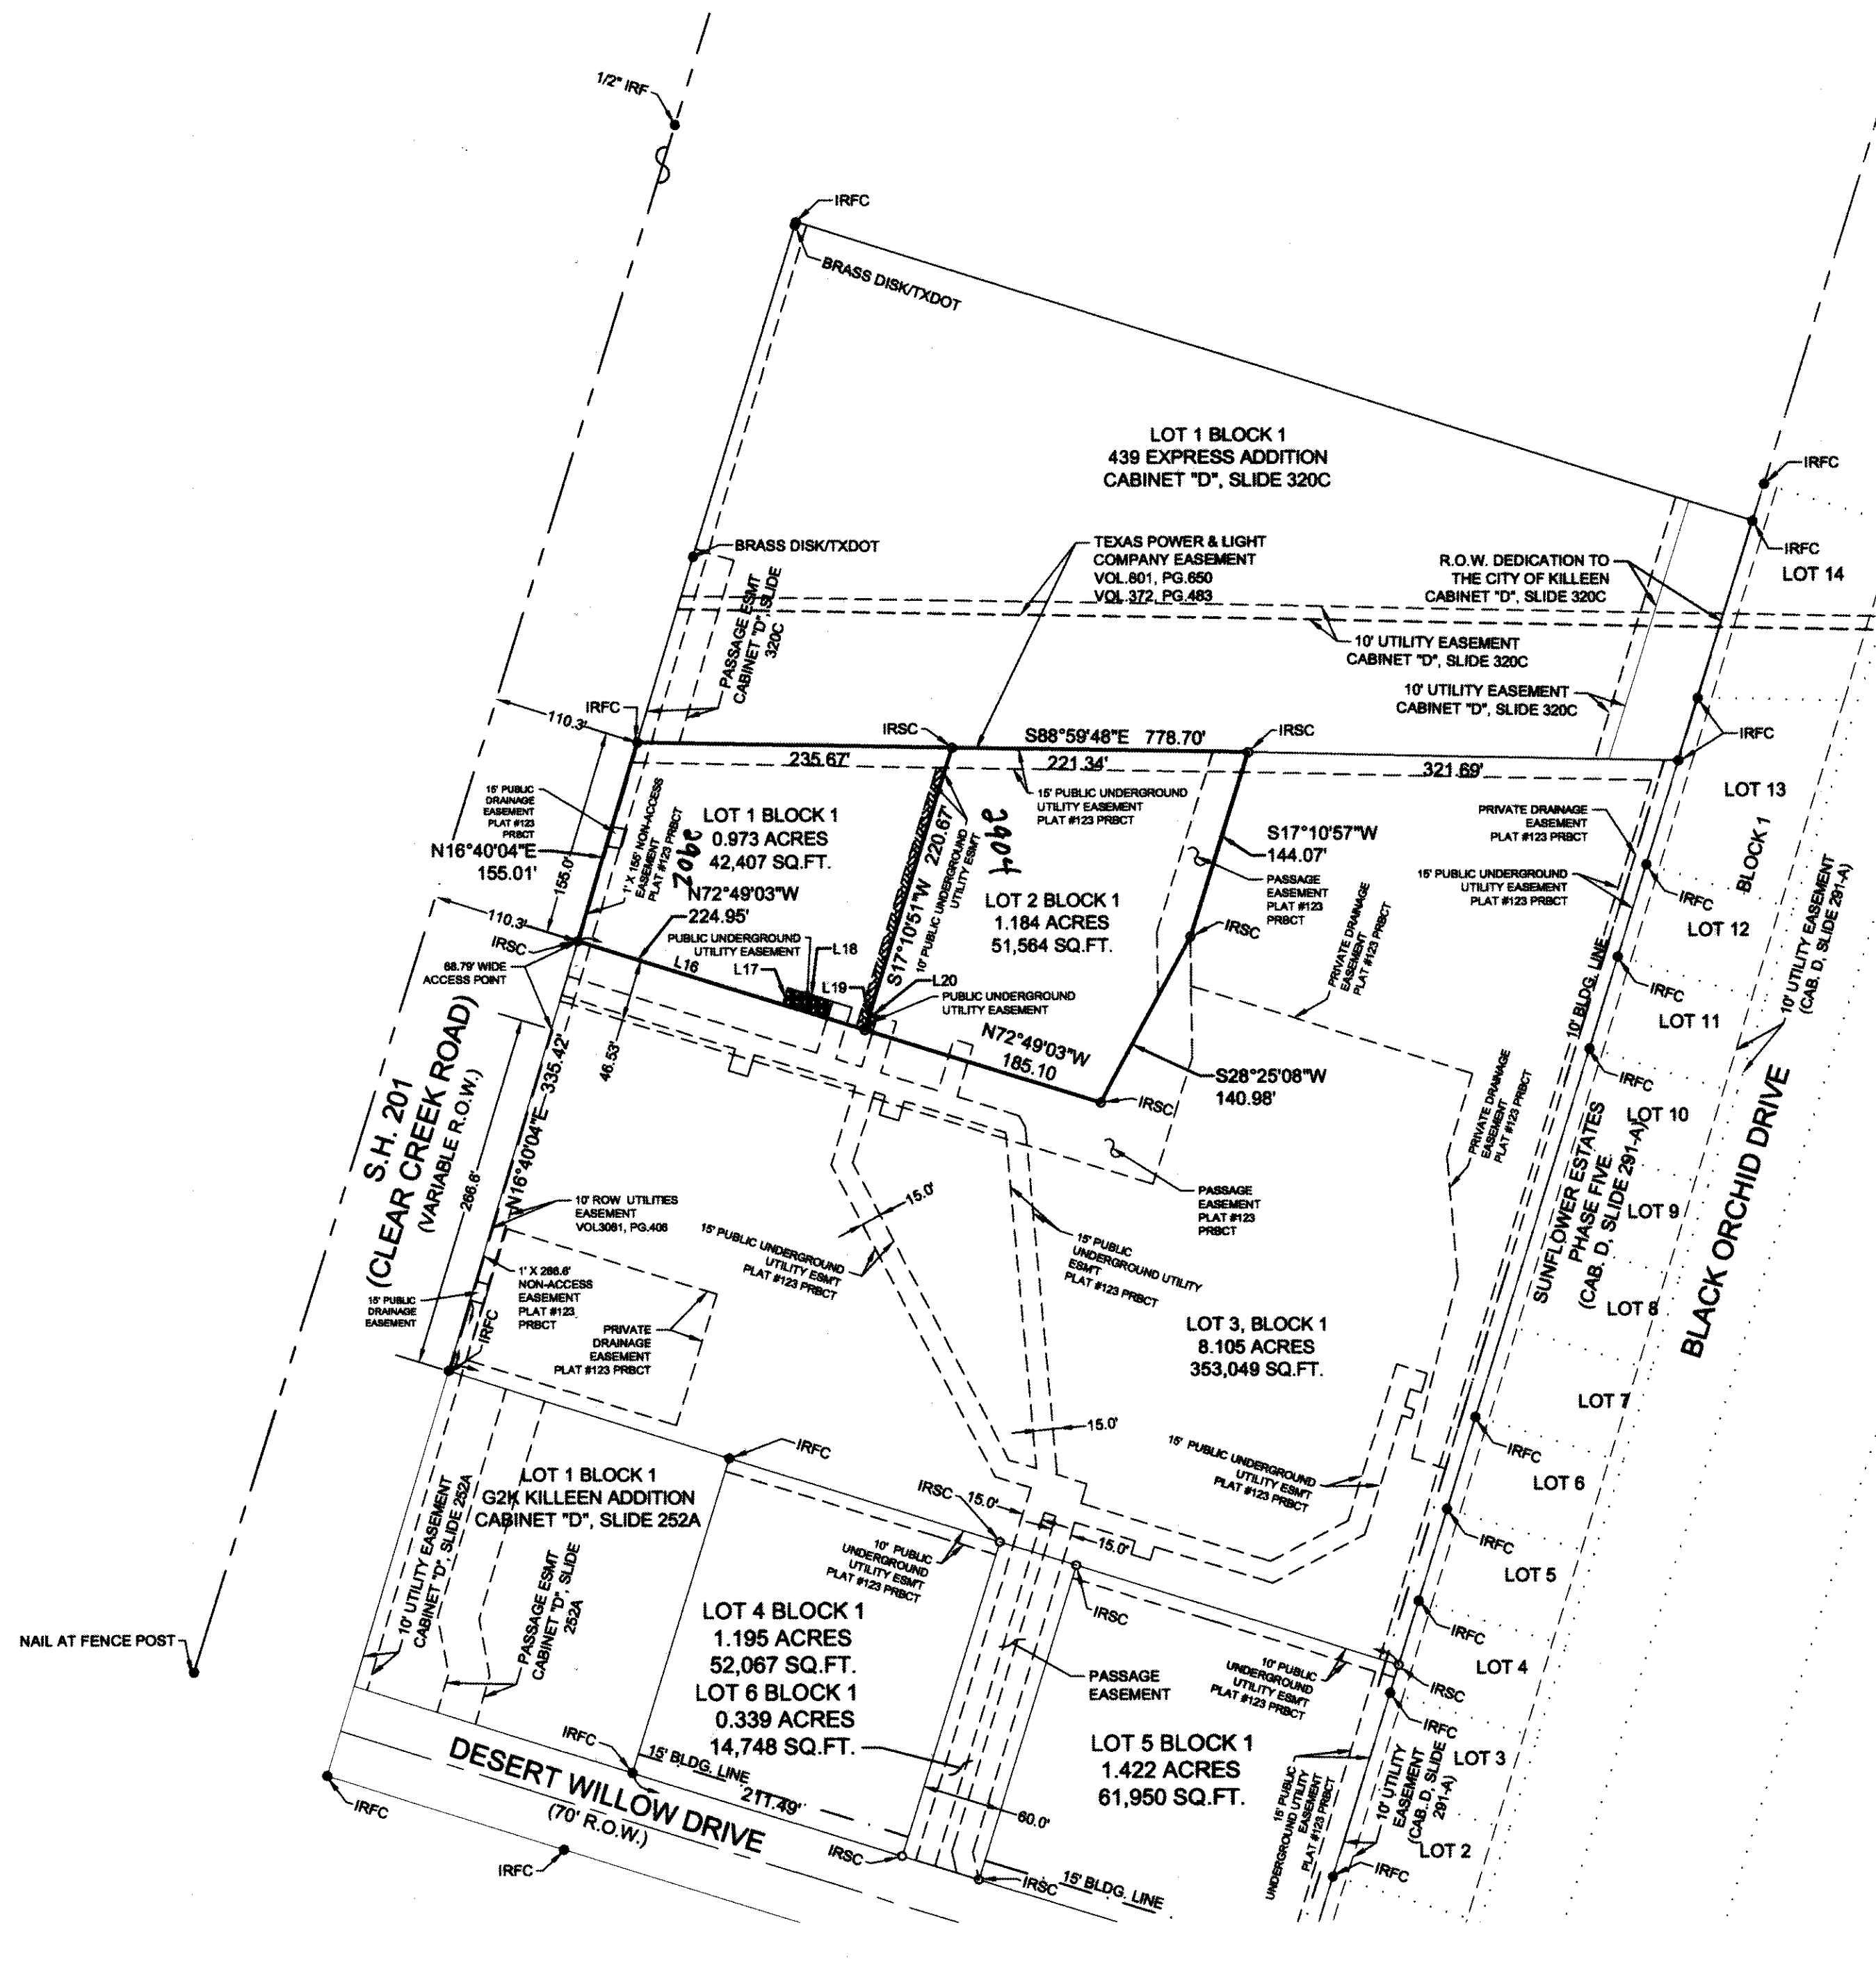 1/2" IRF
IRFC
BRASS DISK/TXDOT
LOT 1 BLOCK 1
439 EXPRESS ADDITION
CABINET "D", SLIDE 320C
IRFC
IRFC
LOT 14
BRASS DISK/TXDOT
PASSAGE ESMT
CABINET "D", SLIDE
320C
TEXAS POWER & LIGHT
COMPANY EASEMENT
VOL.801, PG.650
VOL.372, PG.483
R.O.W. DEDICATION TO
THE CITY OF KILLEEN
CABINET "D", SLIDE 320C
10' UTILITY EASEMENT
CABINET "D", SLIDE 320C
10' UTILITY EASEMENT
CABINET "D", SLIDE 320C
110.3'
IRFC
IRSC
S88°59'48"E 778.70'
IRSC
IRFC
235.67'
221.34'
321.69'
LOT 13
15' PUBLIC
DRAINAGE
EASEMENT
PLAT #123
PRBCT
N16°40'04"E
155.01'
155.0'
1' X 155' NON-ACCESS
EASEMENT
PLAT #123 PRBCT
2902
LOT 1 BLOCK 1
0.973 ACRES
42,407 SQ.FT.
S17°10'51"W 220.67'
10' PUBLIC UNDERGROUND
UTILITY ESMT
2904
15' PUBLIC UNDERGROUND
UTILITY EASEMENT
PLAT #123 PRBCT
LOT 2 BLOCK 1
1.184 ACRES
51,564 SQ.FT.
S17°10'57"W
144.07'
PASSAGE
EASEMENT
PLAT #123
PRBCT
PRIVATE DRAINAGE
EASEMENT
PLAT #123 PRBCT
PRIVATE DRAINAGE
EASEMENT
PLAT #123 PRBCT
15' PUBLIC UNDERGROUND
UTILITY EASEMENT
PLAT #123 PRBCT
IRFC
LOT 12
BLOCK 1
10' UTILITY EASEMENT
(CAB. D, SLIDE 291-A)
110.3'
IRSC
68.79' WIDE
ACCESS POINT
N72°49'03"W
224.95'
PUBLIC UNDERGROUND
UTILITY EASEMENT
L16
L17
L18
L19
L20
PUBLIC UNDERGROUND
UTILITY EASEMENT
IRSC
10' BLDG. LINE
IRFC
LOT 11
46.53'
N72°49'03"W
185.10
S28°25'08"W
140.98'
IRSC
IRFC
LOT 10
S.H. 201
(CLEAR CREEK ROAD)
(VARIABLE R.O.W.)
266.6'
N16°40'04"E 335.42'
PRIVATE DRAINAGE
EASEMENT
PLAT #123 PRBCT
SUNFLOWER ESTATES
PHASE FIVE.
(CAB. D, SLIDE 291-A)
BLACK ORCHID DRIVE
LOT 9
10' ROW UTILITIES
EASEMENT
VOL3081, PG.406
15.0'
PASSAGE
EASEMENT
PLAT #123
PRBCT
15' PUBLIC UNDERGROUND
UTILITY ESM'T
PLAT #123 PRBCT
15' PUBLIC
UNDERGROUND UTILITY
ESM'T
PLAT #123 PRBCT
1' X 266.6'
NON-ACCESS
EASEMENT
PLAT #123
PRBCT
15' PUBLIC
DRAINAGE
EASEMENT
IRFC
PRIVATE
DRAINAGE
EASEMENT
PLAT #123 PRBCT
LOT 3, BLOCK 1
8.105 ACRES
353,049 SQ.FT.
LOT 8
LOT 7
15.0'
IRFC
15' PUBLIC UNDERGROUND
UTILITY ESM'T
PLAT #123 PRBCT
IRFC
LOT 6
LOT 1 BLOCK 1
G2K KILLEEN ADDITION
CABINET "D", SLIDE 252A
10' UTILITY EASEMENT
CABINET "D", SLIDE 252A
PASSAGE ESMT
CABINET "D", SLIDE
252A
IRSC
15.0'
15.0'
10' PUBLIC
UNDERGROUND
UTILITY ESM'T
PLAT #123 PRBCT
IRSC
IRFC
LOT 5
IRFC
LOT 4
NAIL AT FENCE POST
LOT 4 BLOCK 1
1.195 ACRES
52,067 SQ.FT.
LOT 6 BLOCK 1
0.339 ACRES
14,748 SQ.FT.
PASSAGE
EASEMENT
10' PUBLIC
UNDERGROUND
UTILITY ESM'T
PLAT #123 PRBCT
IRSC
IRFC
LOT 3
LOT 5 BLOCK 1
1.422 ACRES
61,950 SQ.FT.
15' PUBLIC
UNDERGROUND UTILITY
EASEMENT
PLAT #123 PRBCT
10' UTILITY
EASEMENT
(CAB. D, SLIDE
291-A)
IRFC
15' BLDG. LINE
211.49'
DESERT WILLOW DRIVE
(70' R.O.W.)
60.0'
IRFC
IRFC
IRSC
IRSC
15' BLDG. LINE
IRFC
LOT 2